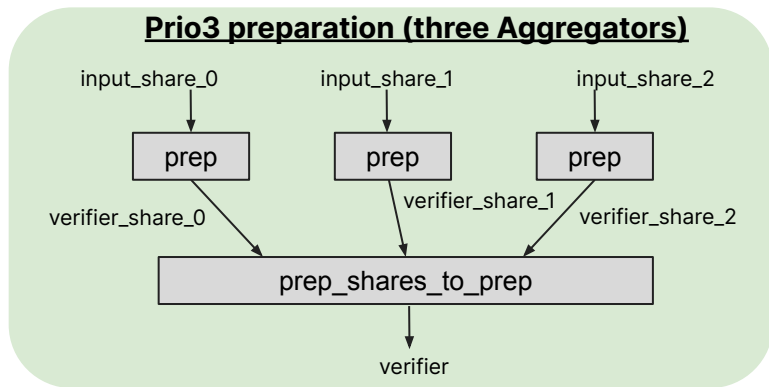 Prio3 preparation (three Aggregators)
input_share_0 input_share_1 input_share_2
prep prep prep
verifier_share_0 verifier_share_1 verifier_share_2
prep_shares_to_prep
verifier